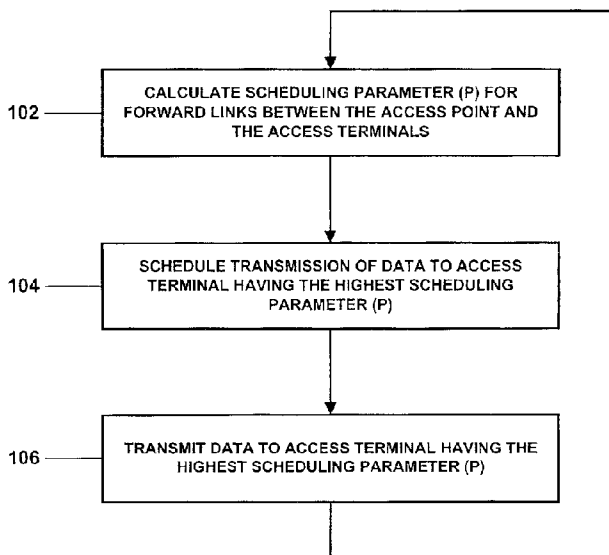 102
CALCULATE SCHEDULING PARAMETER (P) FOR
FORWARD LINKS BETWEEN THE ACCESS POINT AND
THE ACCESS TERMINALS
104
SCHEDULE TRANSMISSION OF DATA TO ACCESS
TERMINAL HAVING THE HIGHEST SCHEDULING
PARAMETER (P)
106
TRANSMIT DATA TO ACCESS TERMINAL HAVING THE
HIGHEST SCHEDULING PARAMETER (P)